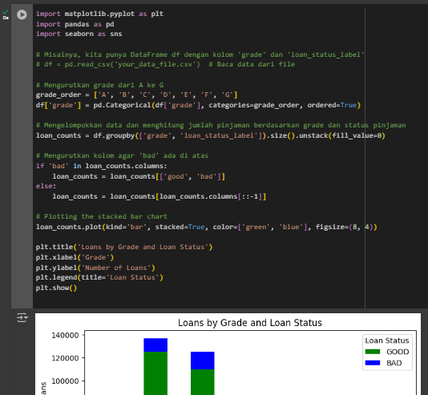 import matplotlib.pyplot as plt
import pandas as pd
import seaborn as sns
# Misalnya, kita punya DataFrame df dengan kolom 'grade' dan 'loan_status_label'
# df = pd.read_csv('your_data_file.csv')  # Baca data dari file
# Mengurutkan grade dari A ke G
grade_order = ['A', 'B', 'C', 'D', 'E', 'F', 'G']
df['grade'] = pd.Categorical(df['grade'], categories=grade_order, ordered=True)
# Mengelompokkan data dan menghitung jumlah pinjaman berdasarkan grade dan status pinjaman
loan_counts = df.groupby(['grade', 'loan_status_label']).size().unstack(fill_value=0)
# Mengurutkan kolom agar 'bad' ada di atas
if 'bad' in loan_counts.columns:
    loan_counts = loan_counts[['good', 'bad']]
else:
    loan_counts = loan_counts[loan_counts.columns[::-1]]
# Plotting the stacked bar chart
loan_counts.plot(kind='bar', stacked=True, color=['green', 'blue'], figsize=(8, 4))
plt.title('Loans by Grade and Loan Status')
plt.xlabel('Grade')
plt.ylabel('Number of Loans')
plt.legend(title='Loan Status')
plt.show()
Loans by Grade and Loan Status
140000
120000
100000
Loan Status
GOOD
BAD